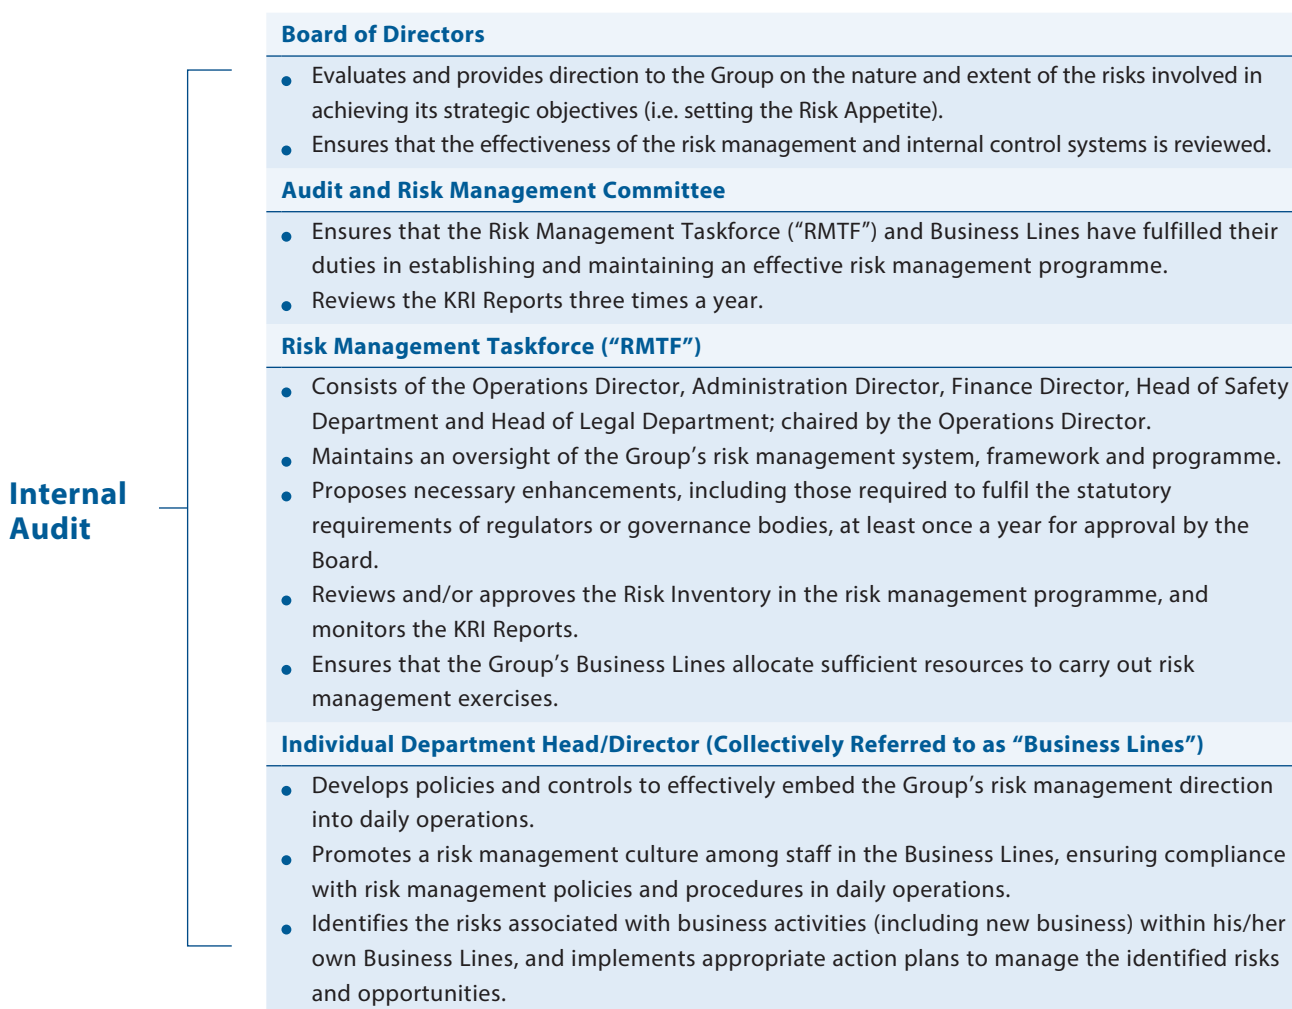 Board of Directors
● Evaluates and provides direction to the Group on the nature and extent of the risks involved in
achieving its strategic objectives (i.e. setting the Risk Appetite).
● Ensures that the effectiveness of the risk management and internal control systems is reviewed.
Audit and Risk Management Committee
● Ensures that the Risk Management Taskforce (“RMTF”) and Business Lines have fulfilled their
duties in establishing and maintaining an effective risk management programme.
● Reviews the KRI Reports three times a year.
Risk Management Taskforce (“RMTF”)
● Consists of the Operations Director, Administration Director, Finance Director, Head of Safety
Department and Head of Legal Department; chaired by the Operations Director.
● Maintains an oversight of the Group’s risk management system, framework and programme.
● Proposes necessary enhancements, including those required to fulfil the statutory
requirements of regulators or governance bodies, at least once a year for approval by the
Board.
● Reviews and/or approves the Risk Inventory in the risk management programme, and
monitors the KRI Reports.
● Ensures that the Group’s Business Lines allocate sufficient resources to carry out risk
management exercises.
Individual Department Head/Director (Collectively Referred to as “Business Lines”)
● Develops policies and controls to effectively embed the Group’s risk management direction
into daily operations.
● Promotes a risk management culture among staff in the Business Lines, ensuring compliance
with risk management policies and procedures in daily operations.
● Identifies the risks associated with business activities (including new business) within his/her
own Business Lines, and implements appropriate action plans to manage the identified risks
and opportunities.
Internal
Audit